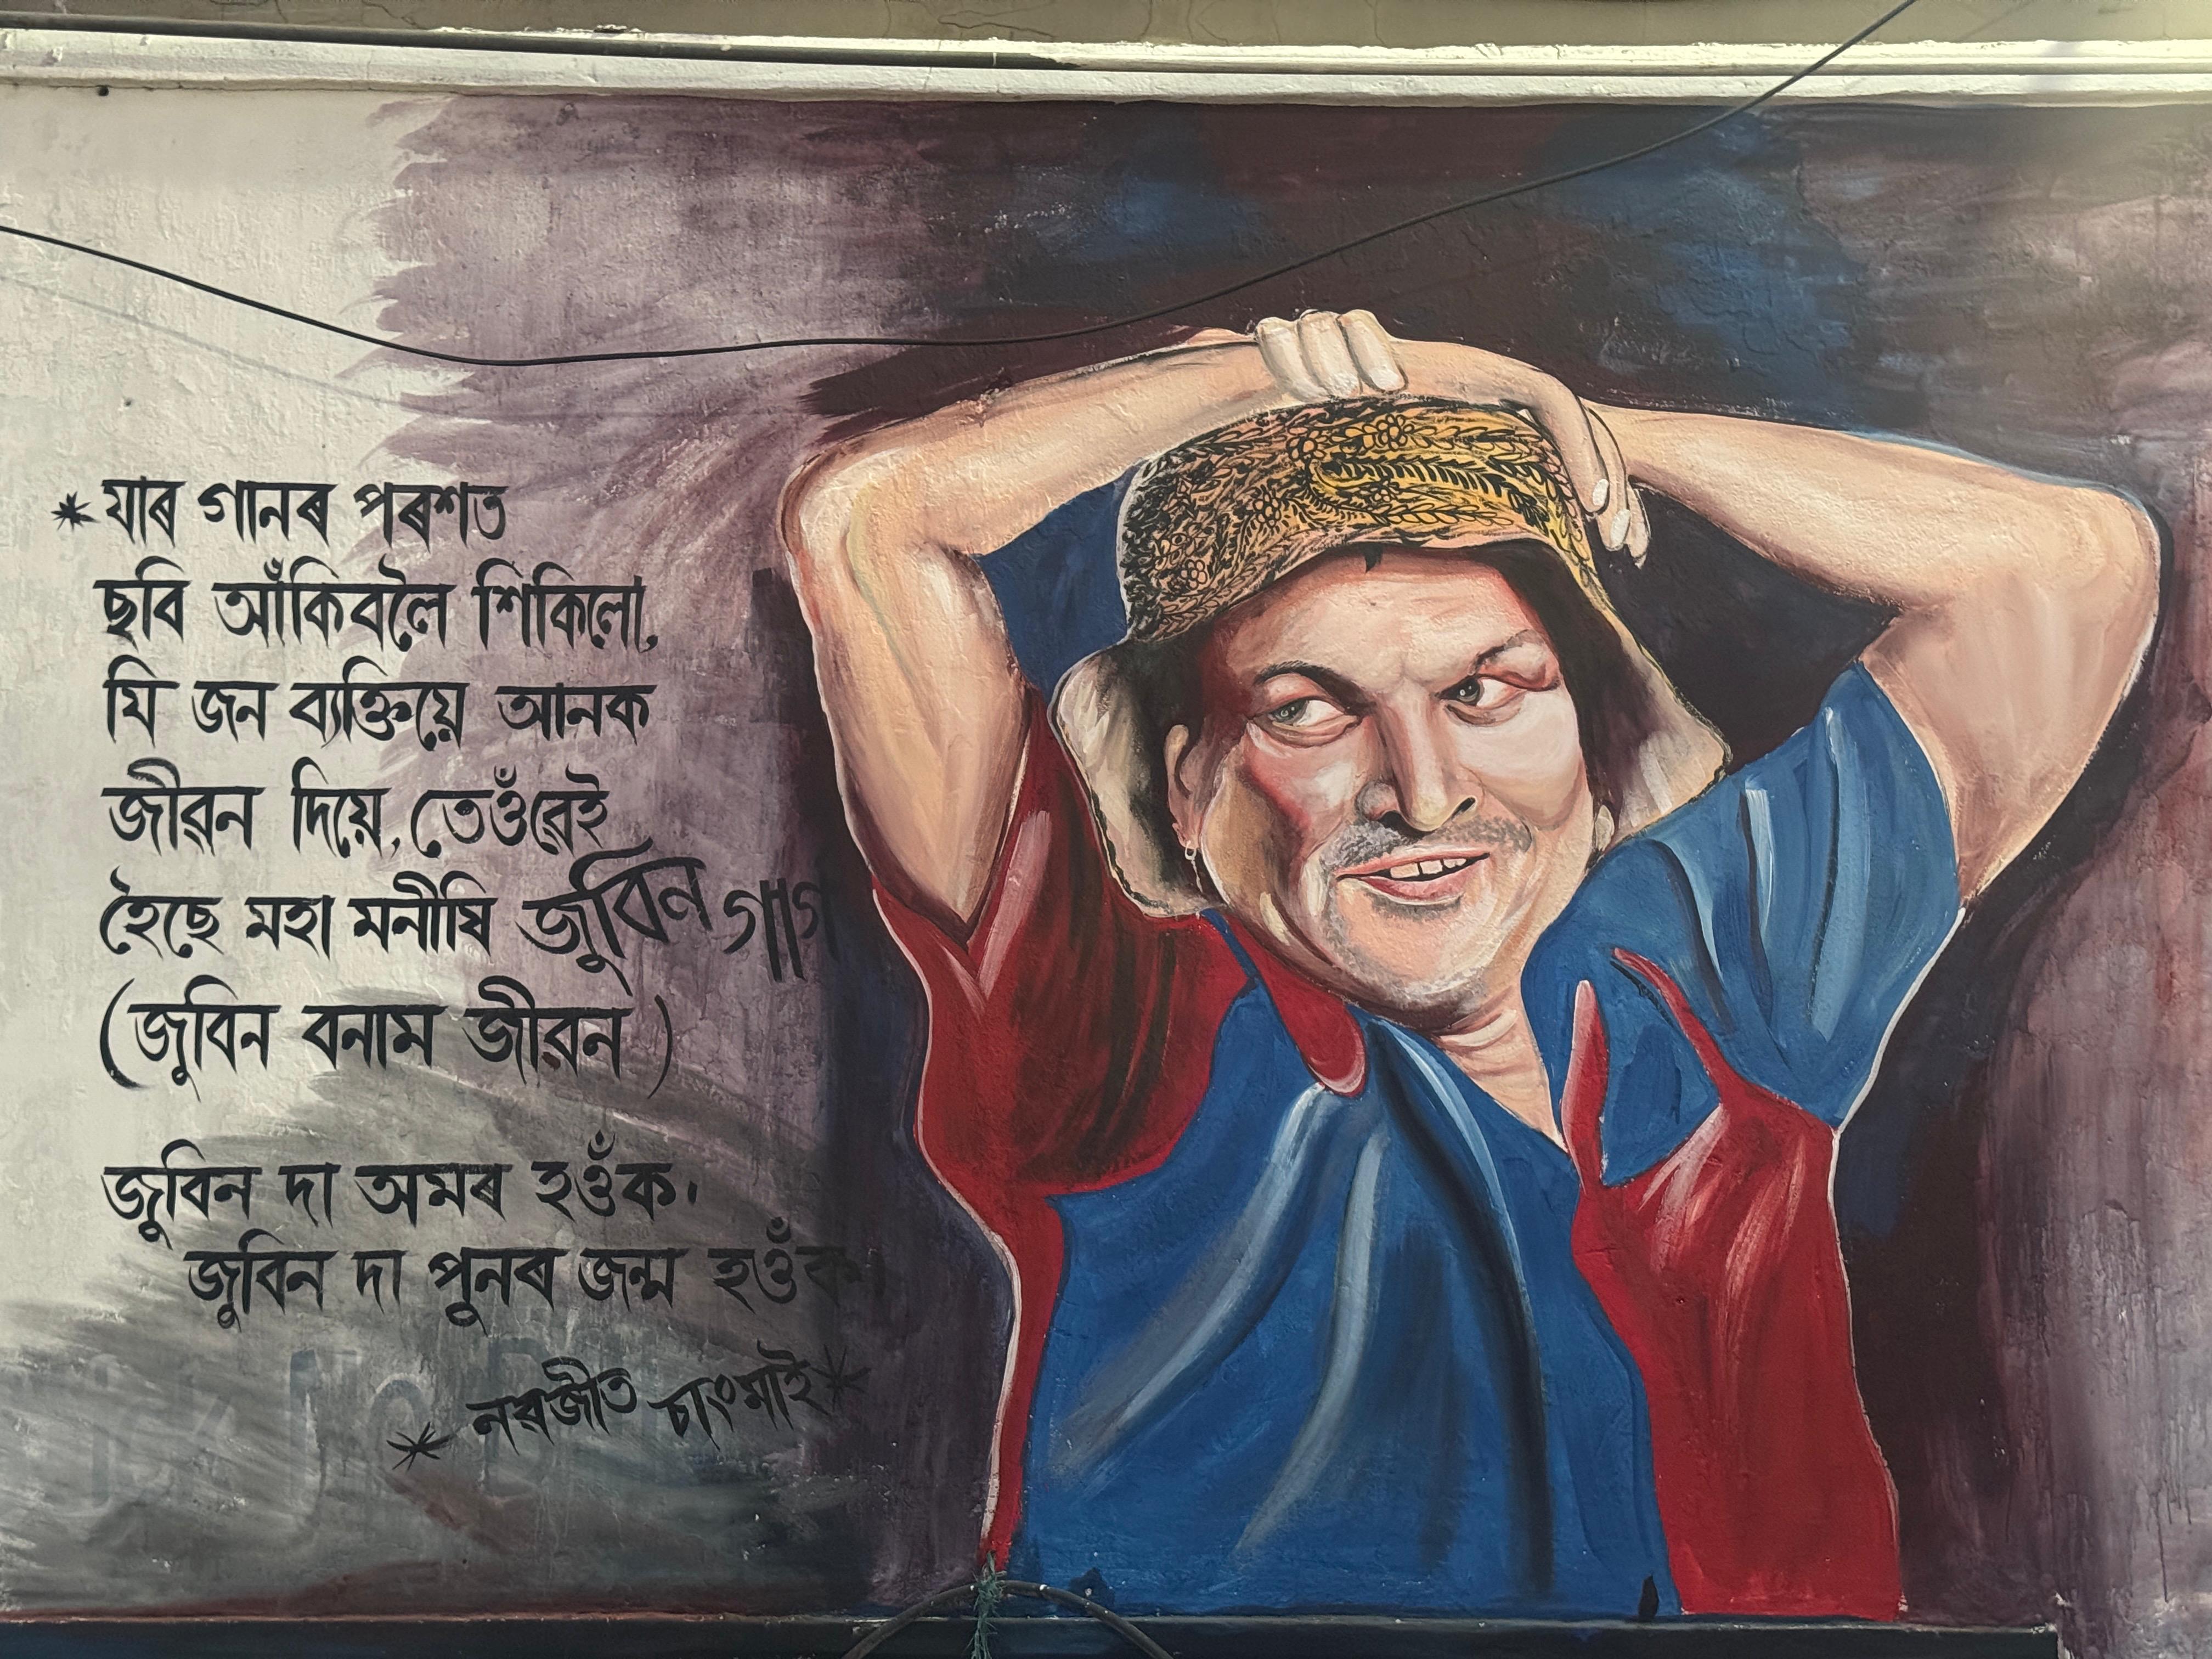 * যাৰ গানৰ পৰশত
ছবি আঁকিবলৈ শিকিলো,
যি জন ব্যক্তিয়ে আনক
জীৱন দিয়ে, তেওঁৱেই
হৈছে মহা মনীষি জুবিন গাৰ্গ
(জুবিন বনাম জীৱন)
জুবিন দা অমৰ হওঁক।
জুবিন দা পুনৰ জন্ম হওঁক।
* নৱজীত চাংমাই *